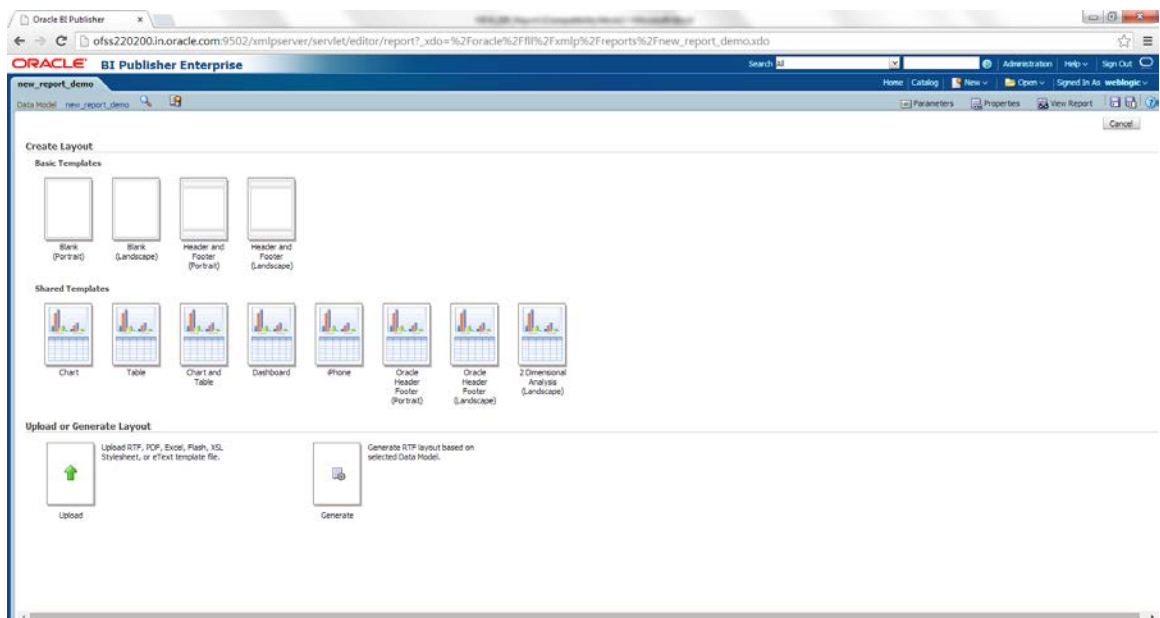 Oracle BI Publisher
ofss220200.in.oracle.com:9502/xmlpserver/servlet/editor/report?_xdo=%2Foracle%2Ffll%2Fxmlp%2Freports%2Fnew_report_demo.xdo
ORACLE BI Publisher Enterprise
Search All
Administration Help Sign Out
new_report_demo
Home Catalog New Open Signed In As weblogic
Data Model new_report_demo
Parameters Properties View Report
Cancel
Create Layout
Basic Templates
Blank
(Portrait)
Blank
(Landscape)
Header and
Footer
(Portrait)
Header and
Footer
(Landscape)
Shared Templates
Chart
Table
Chart and
Table
Dashboard
iPhone
Oracle
Header
Footer
(Portrait)
Oracle
Header
Footer
(Landscape)
2 Dimensional
Analysis
(Landscape)
Upload or Generate Layout
Upload RTF, PDF, Excel, Flash, XSL
Stylesheet, or eText template file.
Upload
Generate RTF layout based on
selected Data Model.
Generate